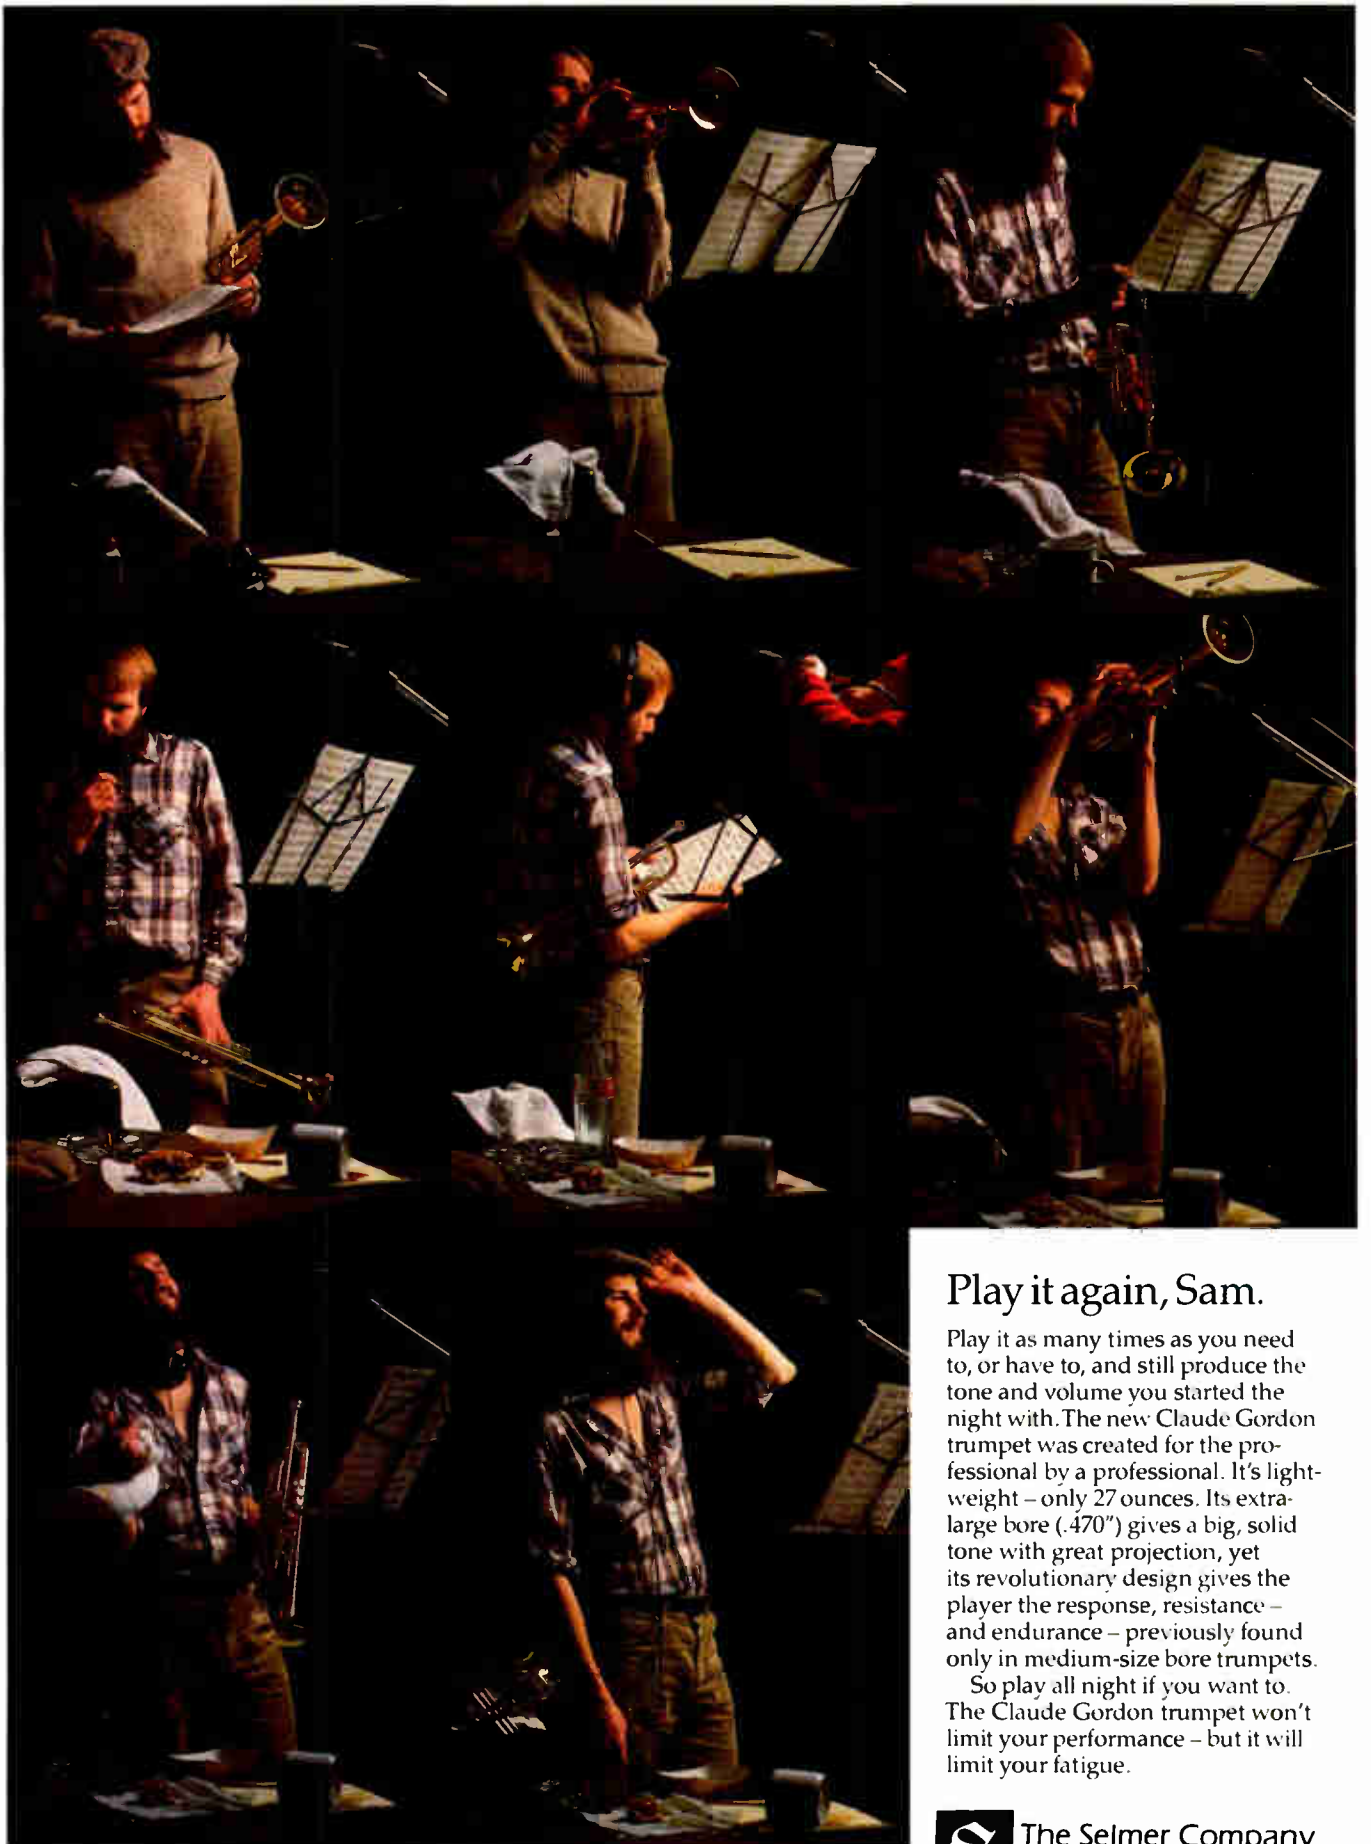 Play it again, Sam.
Play it as many times as you need
to, or have to, and still produce the
tone and volume you started the
night with. The new Claude Gordon
trumpet was created for the pro-
fessional by a professional. It's light-
weight – only 27 ounces. Its extra-
large bore (.470") gives a big, solid
tone with great projection, yet
its revolutionary design gives the
player the response, resistance –
and endurance – previously found
only in medium-size bore trumpets.
So play all night if you want to.
The Claude Gordon trumpet won't
limit your performance – but it will
limit your fatigue.
S The Selmer Company